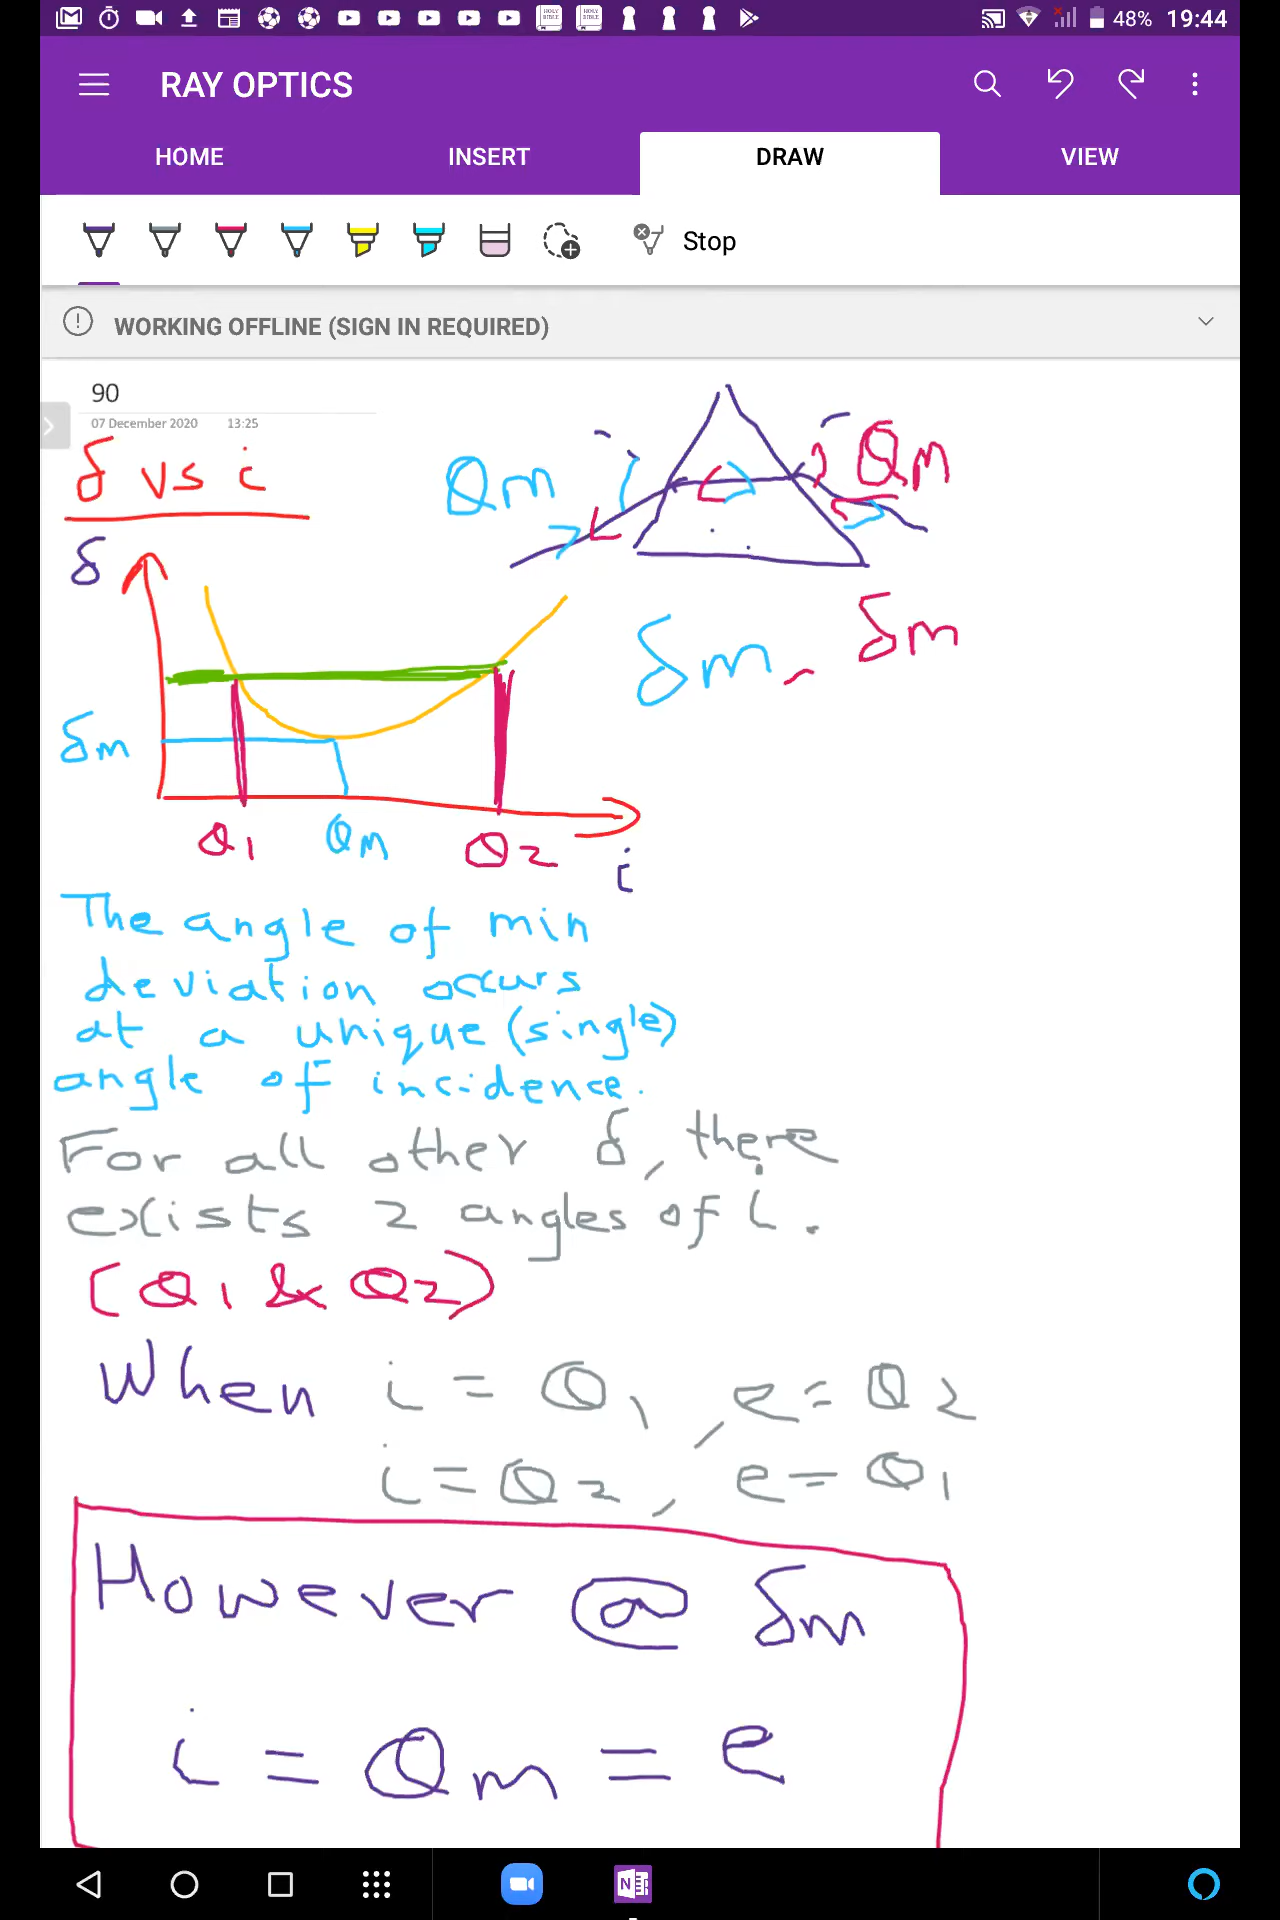 48% 19:44
RAY OPTICS
HOME INSERT DRAW VIEW
Stop
WORKING OFFLINE (SIGN IN REQUIRED)
90
07 December 2020 13:25
δ vs i
θm
θm
δ
δm
δm
δm
θ1 θm θ2
i
The angle of min
deviation occurs
at a unique (single)
angle of incidence.
For all other δ, there
exists 2 angles of i.
(θ1 & θ2)
When i = θ1, e = θ2
i = θ2, e = θ1
However @ δm
i = θm = e